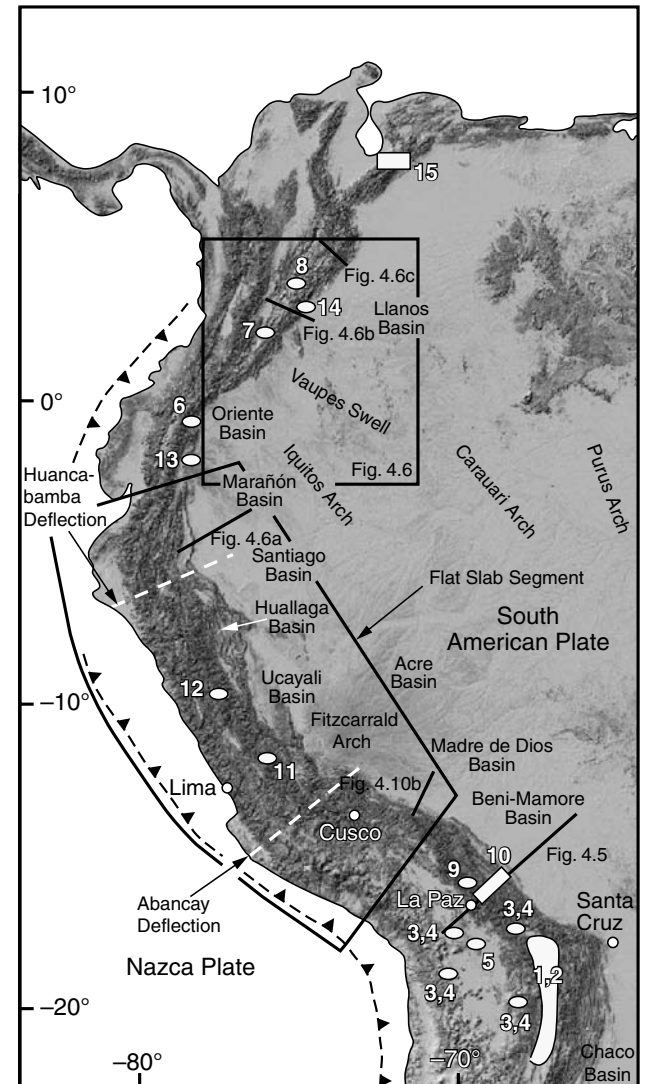 10°
15
8
Fig. 4.6c
14
Llanos
Basin
7
Fig. 4.6b
0°
Vaupes Swell
6
Oriente
Basin
13
Iquitos Arch
Fig. 4.6
Carauari Arch
Purus Arch
Huanca-
bamba
Deflection
Marañón
Basin
Fig. 4.6a
Santiago
Basin
Flat Slab Segment
Huallaga
Basin
South
American Plate
Acre
Basin
Ucayali
Basin
12
–10°
Fitzcarrald
Arch
11
Madre de Dios
Basin
Lima
Fig. 4.10b
Beni-Mamore
Basin
Cusco
Fig. 4.5
10
9
Abancay
Deflection
La Paz
3,4
Santa
Cruz
3,4
5
Nazca Plate
3,4
1,2
3,4
–20°
–80°
–70°
Chaco
Basin